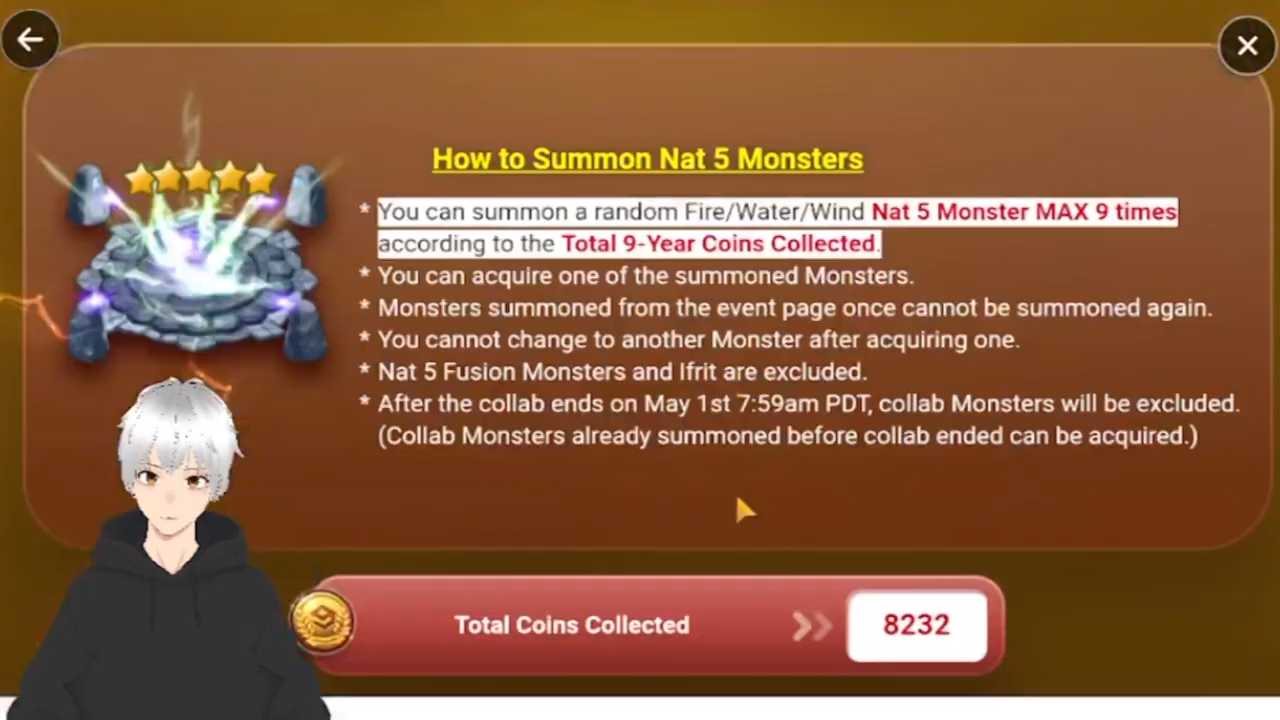 How to Summon Nat 5 Monsters
* You can summon a random Fire/Water/Wind Nat 5 Monster MAX 9 times
according to the Total 9-Year Coins Collected.
* You can acquire one of the summoned Monsters.
* Monsters summoned from the event page once cannot be summoned again.
* You cannot change to another Monster after acquiring one.
* Nat 5 Fusion Monsters and Ifrit are excluded.
* After the collab ends on May 1st 7:59am PDT, collab Monsters will be excluded.
(Collab Monsters already summoned before collab ended can be acquired.)
Total Coins Collected 8232